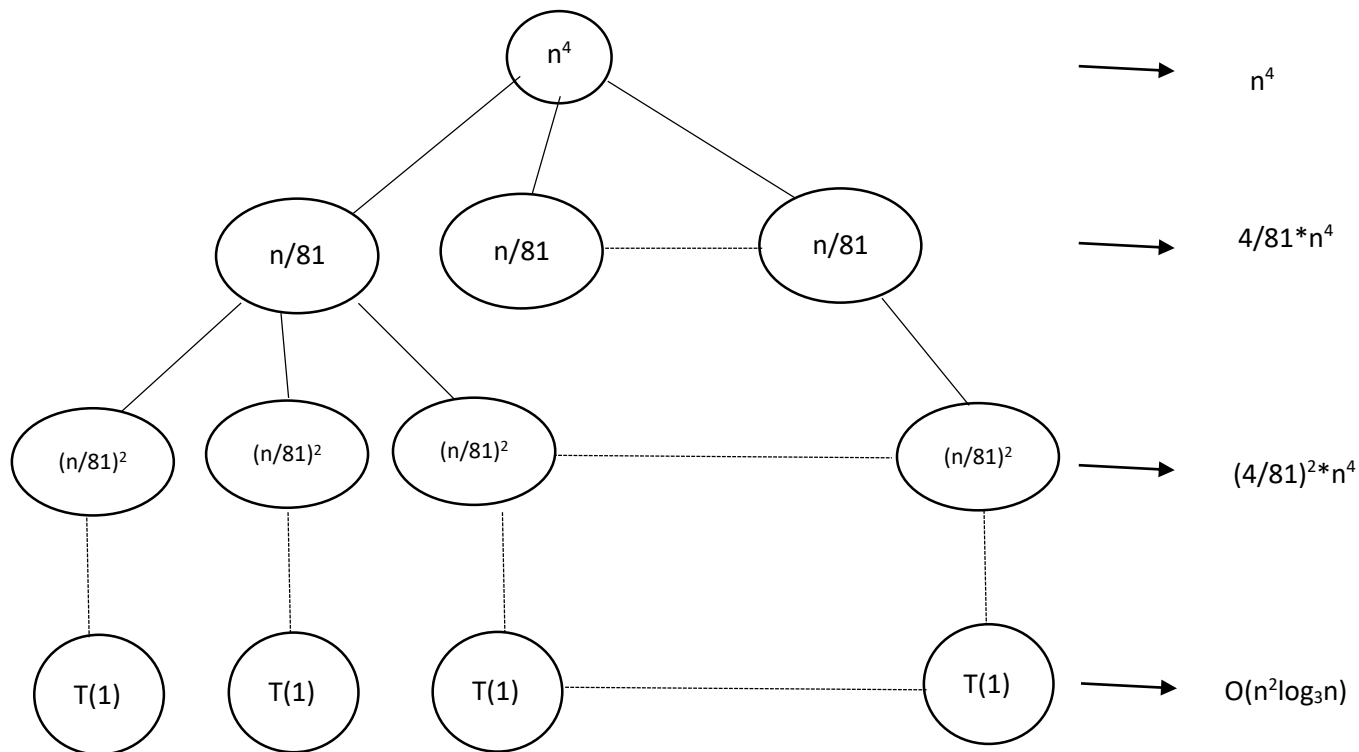 n⁴
n⁴
n/81
n/81
n/81
4/81*n⁴
(n/81)²
(n/81)²
(n/81)²
(n/81)²
(4/81)²*n⁴
T(1)
T(1)
T(1)
T(1)
O(n²log₃n)